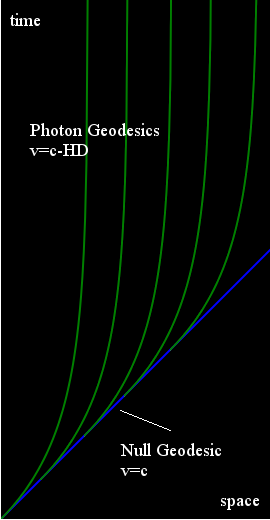 time
Photon Geodesics
v=c-HD
Null Geodesic
v=c
space